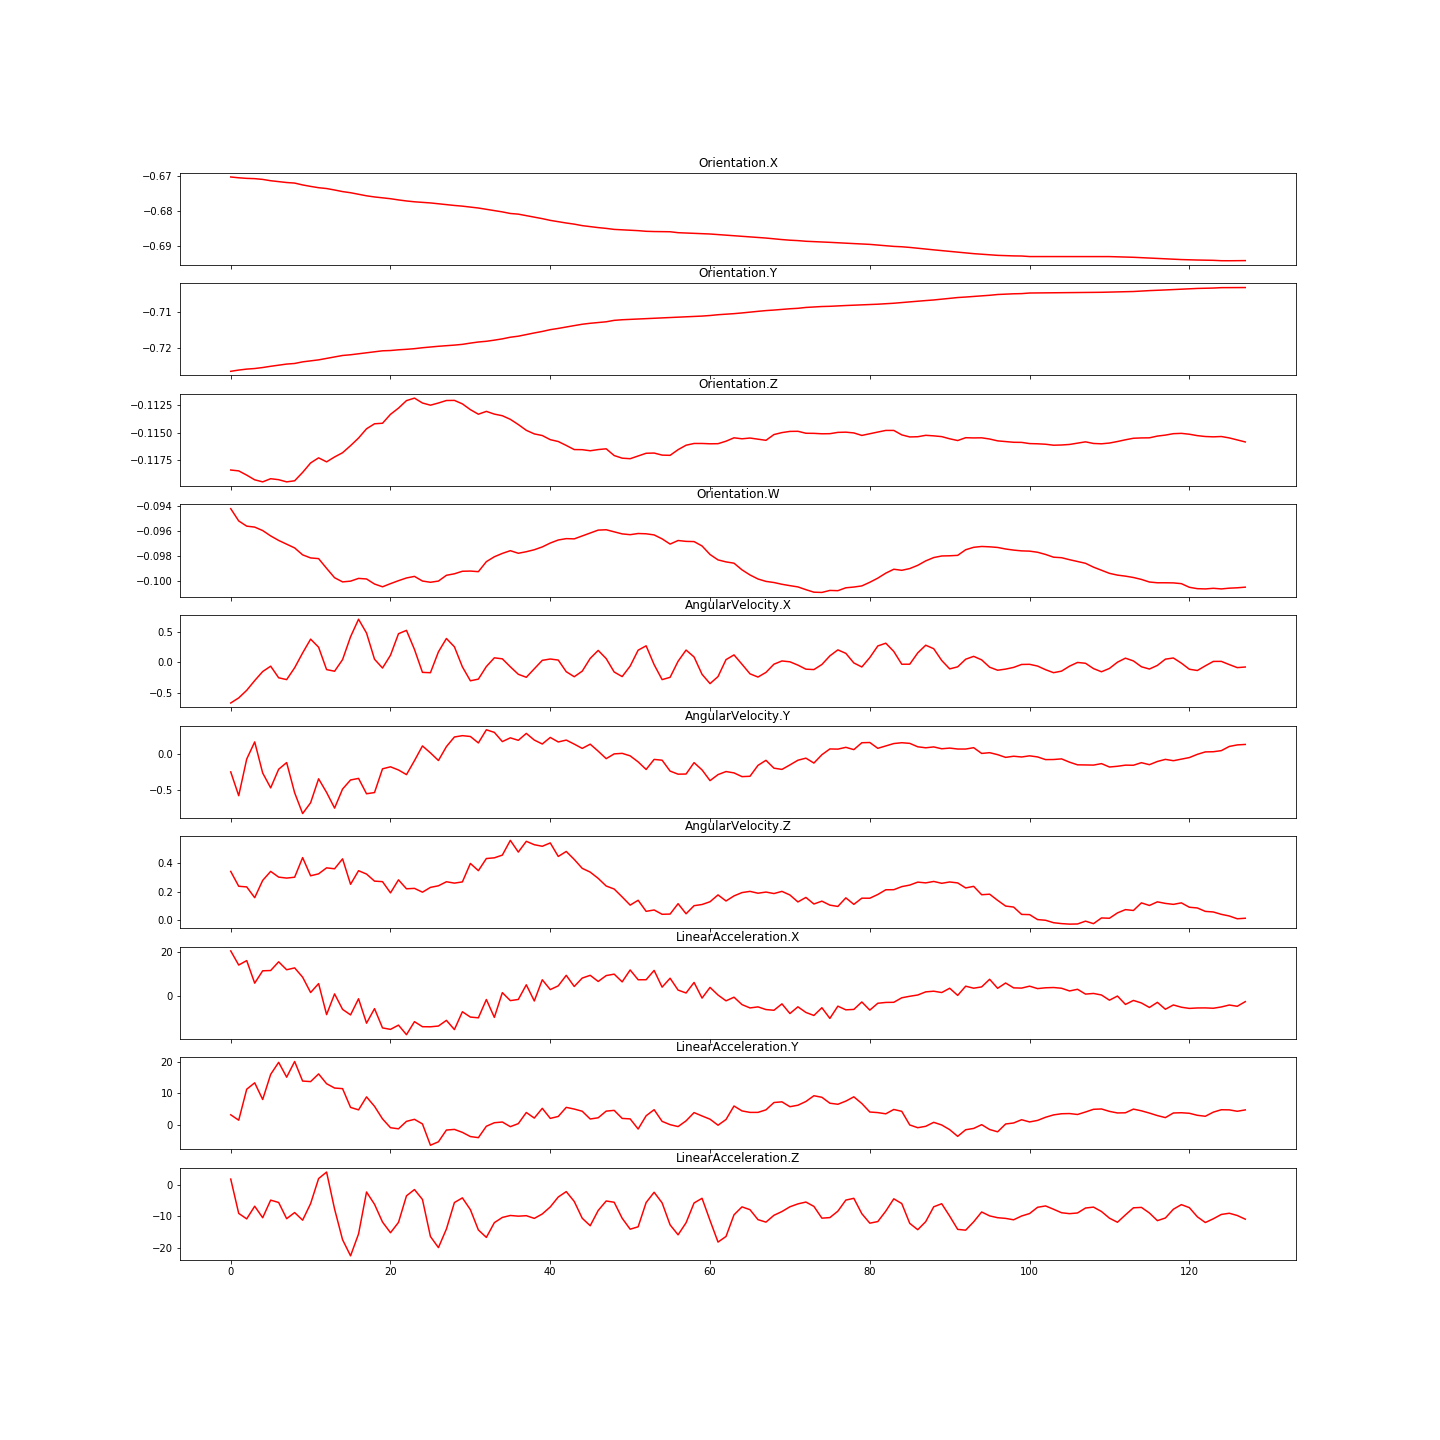 Orientation.X
−0.67
−0.68
−0.69
Orientation.Y
−0.71
−0.72
Orientation.Z
−0.1125
−0.1150
−0.1175
Orientation.W
−0.094
−0.096
−0.098
−0.100
AngularVelocity.X
0.5
0.0
−0.5
AngularVelocity.Y
0.0
−0.5
AngularVelocity.Z
0.4
0.2
0.0
LinearAcceleration.X
20
0
LinearAcceleration.Y
20
10
0
LinearAcceleration.Z
0
−10
−20
0 20 40 60 80 100 120